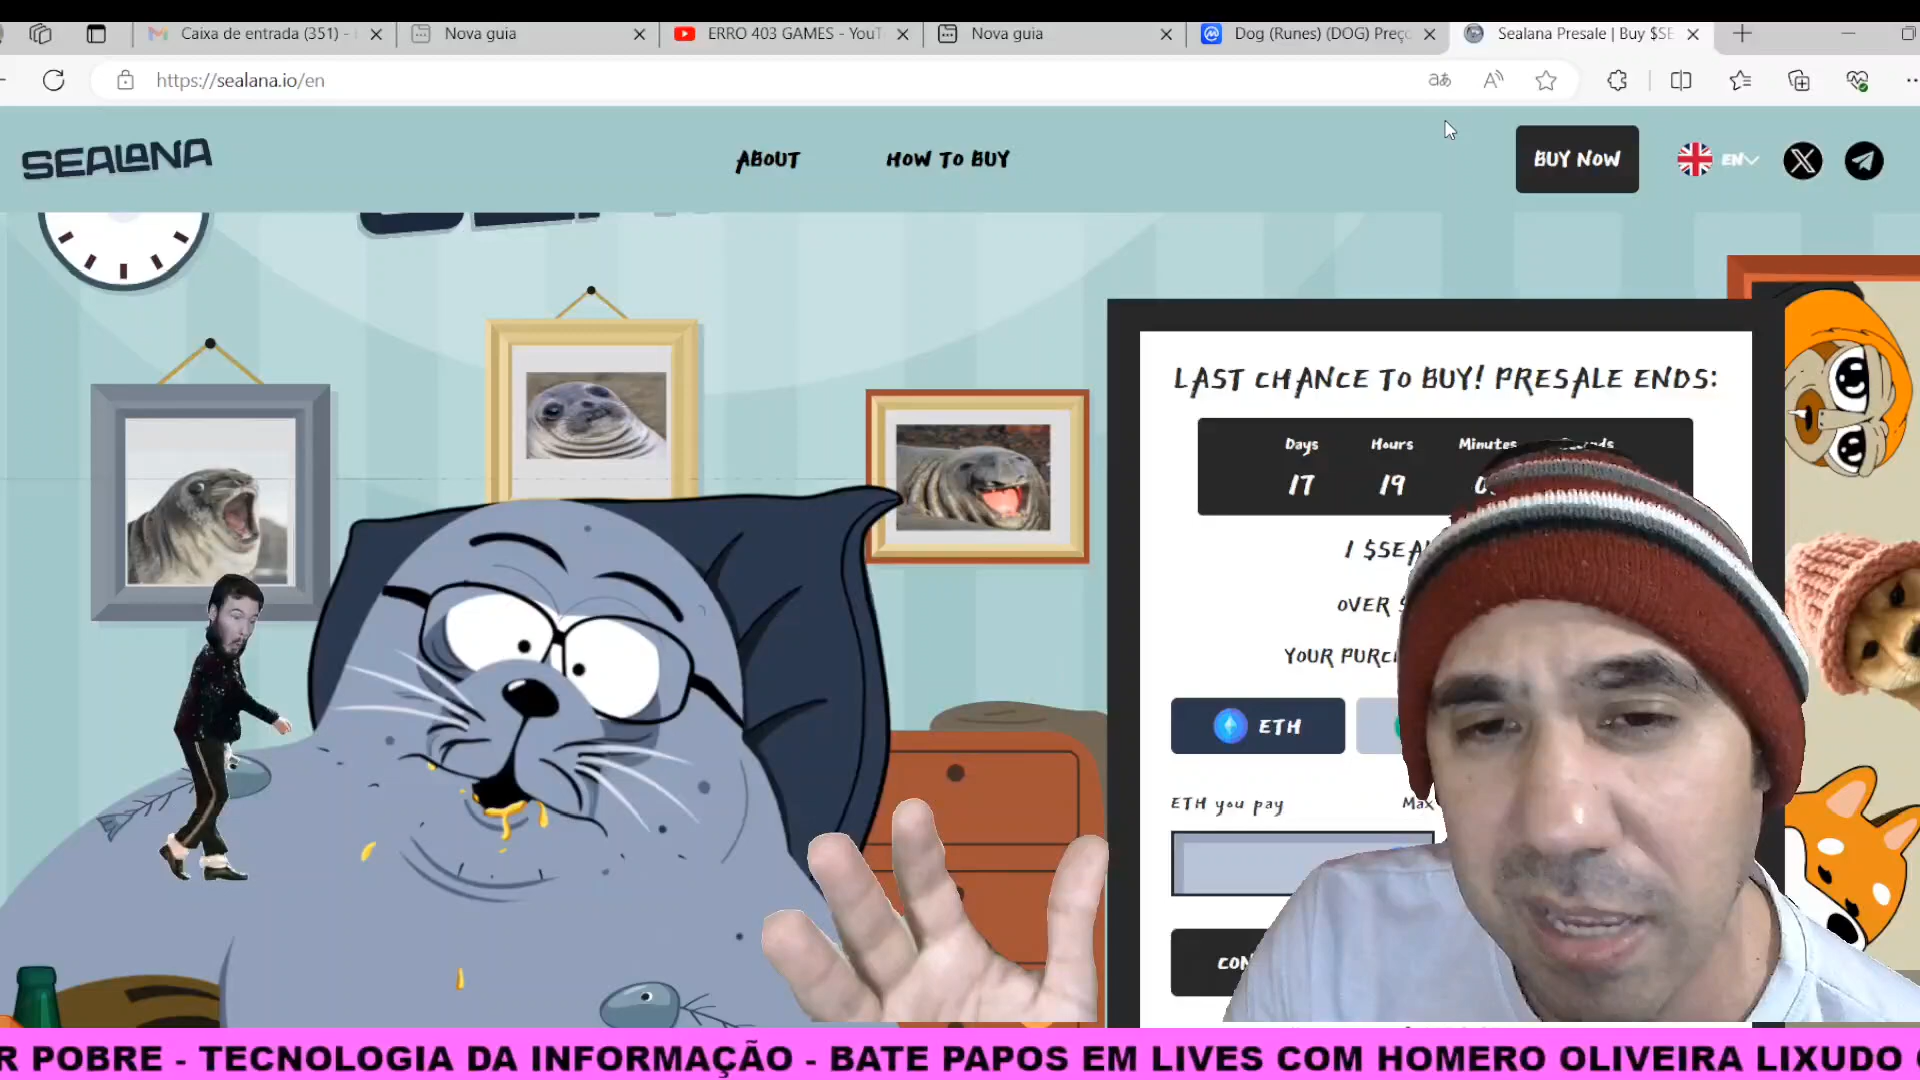 Caixa de entrada (351) -
Nova guia
ERRO 403 GAMES - YouT
Nova guia
Dog (Runes) (DOG) Preço
Sealana Presale | Buy $SE
https://sealana.io/en
SEALANA
ABOUT
HOW TO BUY
BUY NOW
EN
LAST CHANCE TO BUY! PRESALE ENDS:
Days
Hours
Minutes
17
19
1 $SEA
OVER $
YOUR PURC
ETH
ETH you pay
Max
CON
R POBRE - TECNOLOGIA DA INFORMAÇÃO - BATE PAPOS EM LIVES COM HOMERO OLIVEIRA LIXUDO